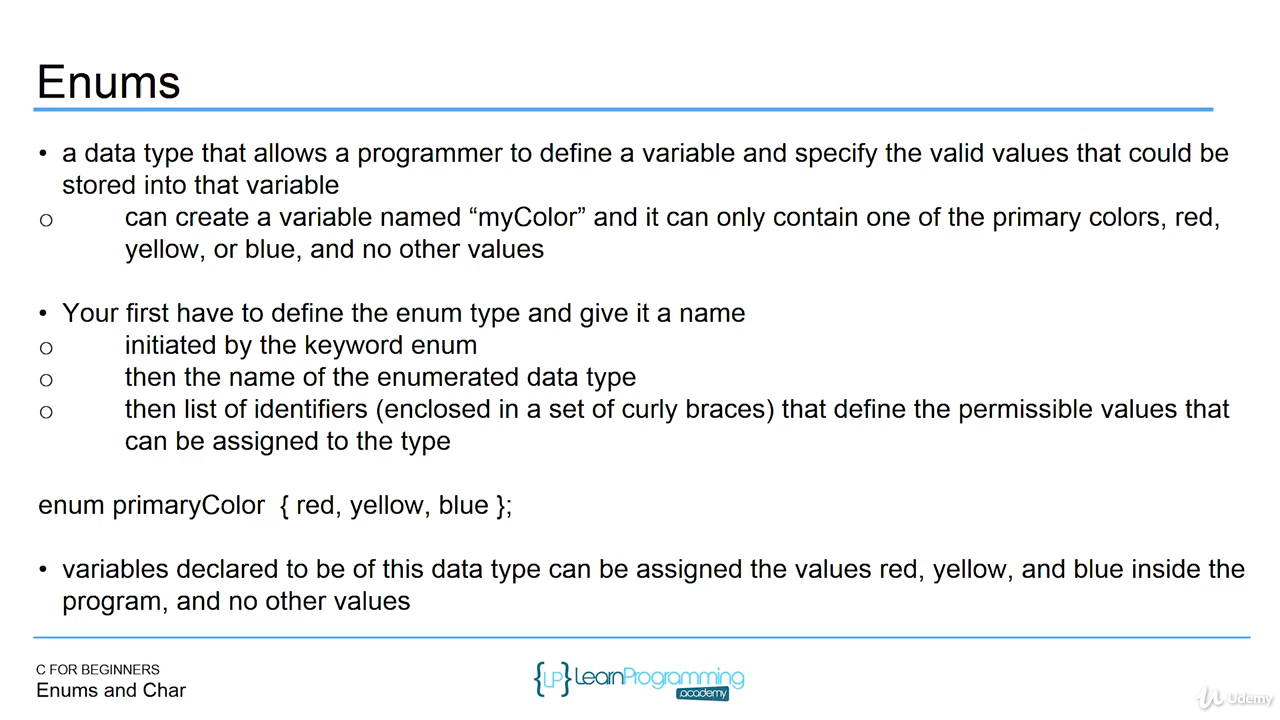 Enums
• a data type that allows a programmer to define a variable and specify the valid values that could be
stored into that variable
o can create a variable named “myColor” and it can only contain one of the primary colors, red,
yellow, or blue, and no other values
• Your first have to define the enum type and give it a name
o initiated by the keyword enum
o then the name of the enumerated data type
o then list of identifiers (enclosed in a set of curly braces) that define the permissible values that
can be assigned to the type
enum primaryColor { red, yellow, blue };
• variables declared to be of this data type can be assigned the values red, yellow, and blue inside the
program, and no other values
C FOR BEGINNERS
Enums and Char
{LP} LearnProgramming
.academy
Udemy